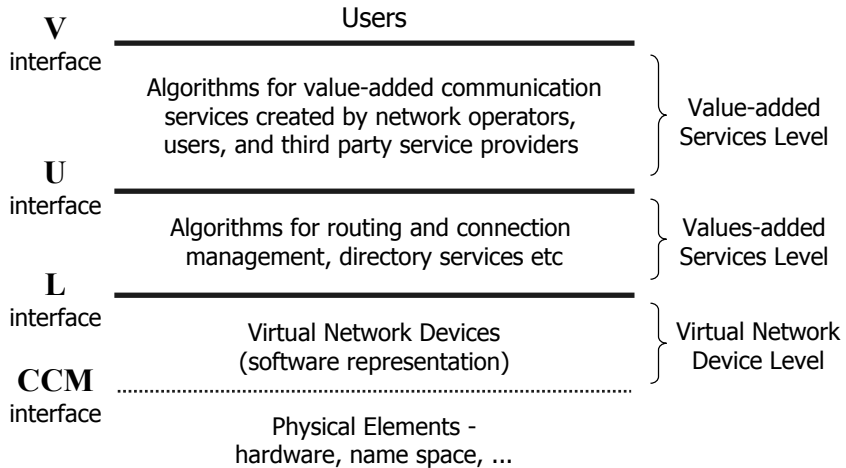 Users
V
interface
Algorithms for value-added communication
services created by network operators,
users, and third party service providers
Value-added
Services Level
U
interface
Algorithms for routing and connection
management, directory services etc
Values-added
Services Level
L
interface
Virtual Network Devices
(software representation)
Virtual Network
Device Level
CCM
interface
Physical Elements -
hardware, name space, ...